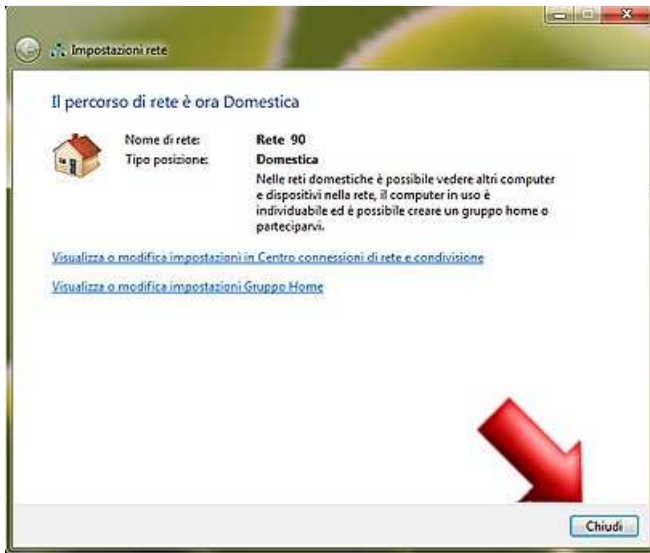 Impostazioni rete
Il percorso di rete è ora Domestica
Nome di rete: Rete 90
Tipo posizione: Domestica
Nelle reti domestiche è possibile vedere altri computer
e dispositivi nella rete, il computer in uso è
individuabile ed è possibile creare un gruppo home o
parteciparvi.
Visualizza o modifica impostazioni in Centro connessioni di rete e condivisione
Visualizza o modifica impostazioni Gruppo Home
Chiudi